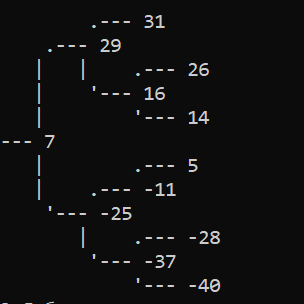 .--- 31
      .--- 29
     |     |      .--- 26
     |      '--- 16
     |            '--- 14
--- 7
     |            .--- 5
     |      .--- -11
      '--- -25
           |      .--- -28
            '--- -37
                  '--- -40